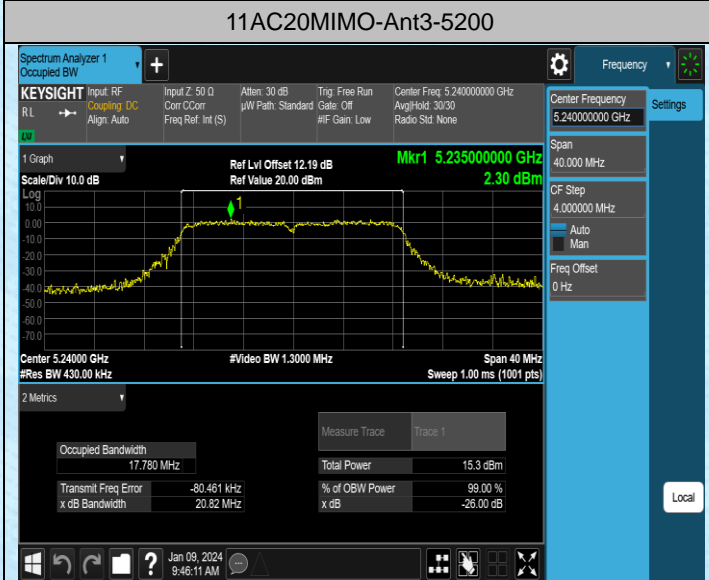 11AC20MIMO-Ant3-5200
Spectrum Analyzer 1
Occupied BW
+
Frequency
KEYSIGHT
RL
LXI
Input: RF
Coupling: DC
Align: Auto
Input Z: 50 Ω
Corr CCorr
Freq Ref: Int (S)
Atten: 30 dB
µW Path: Standard
Trig: Free Run
Gate: Off
#IF Gain: Low
Center Freq: 5.240000000 GHz
Avg|Hold: 30/30
Radio Std: None
Center Frequency
5.240000000 GHz
Settings
Span
40.000 MHz
CF Step
4.000000 MHz
Auto
Man
Freq Offset
0 Hz
1 Graph
Scale/Div 10.0 dB
Ref Lvl Offset 12.19 dB
Ref Value 20.00 dBm
Mkr1 5.235000000 GHz
2.30 dBm
Log
1
10.0
0.00
-10.0
-20.0
-30.0
-40.0
-50.0
-60.0
-70.0
Center 5.24000 GHz
#Res BW 430.00 kHz
#Video BW 1.3000 MHz
Span 40 MHz
Sweep 1.00 ms (1001 pts)
2 Metrics
Measure Trace Trace 1
Occupied Bandwidth
17.780 MHz
Total Power 15.3 dBm
Transmit Freq Error -80.461 kHz
% of OBW Power 99.00 %
x dB Bandwidth 20.82 MHz
x dB -26.00 dB
Local
?
Jan 09, 2024
9:46:11 AM